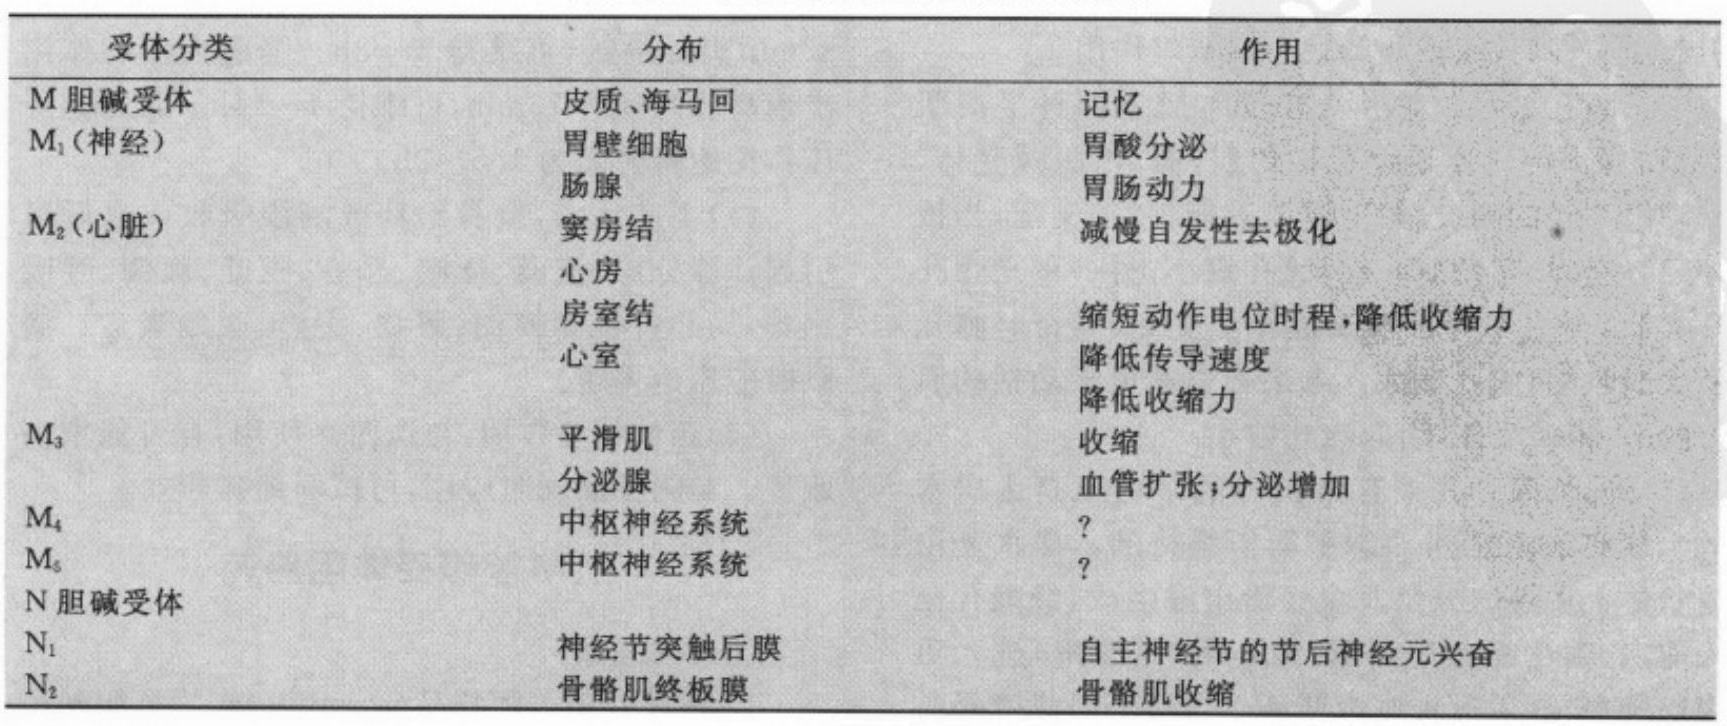 受体分类 分布 作用
M 胆碱受体 皮质、海马回 记忆
M₁(神经) 胃壁细胞 胃酸分泌
肠腺 胃肠动力
M₂(心脏) 窦房结 减慢自发性去极化
心房
房室结 缩短动作电位时程,降低收缩力
心室 降低传导速度
降低收缩力
M₃ 平滑肌 收缩
分泌腺 血管扩张;分泌增加
M₄ 中枢神经系统 ?
M₅ 中枢神经系统 ?
N 胆碱受体
N₁ 神经节突触后膜 自主神经节的节后神经元兴奋
N₂ 骨骼肌终板膜 骨骼肌收缩